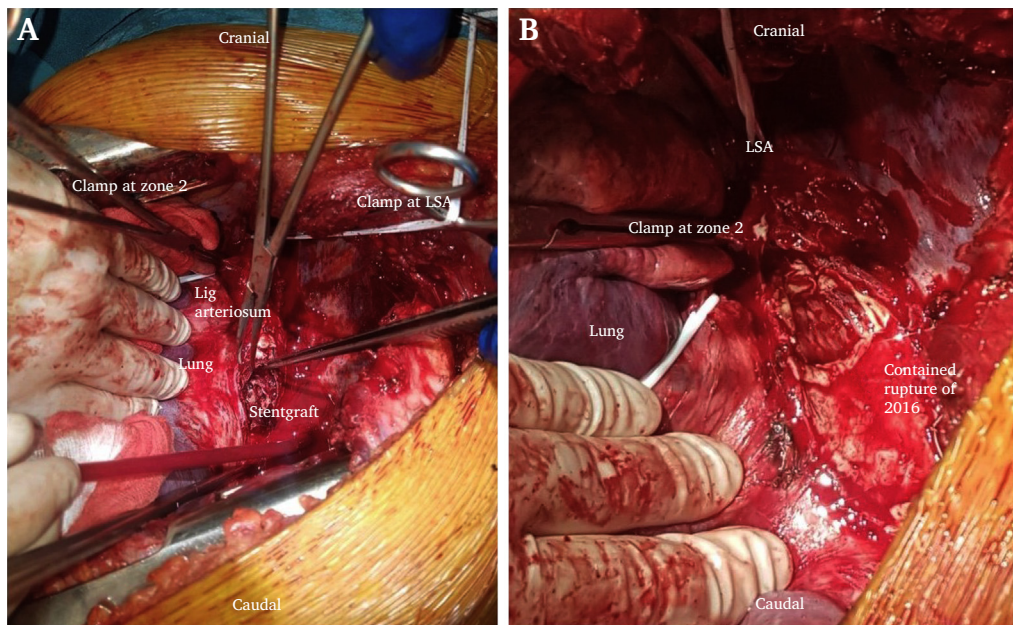 A
Cranial
Clamp at zone 2
Clamp at LSA
Lig
arteriosum
Lung
Stentgraft
Caudal
B
Cranial
LSA
Clamp at zone 2
Lung
Contained
rupture of
2016
Caudal